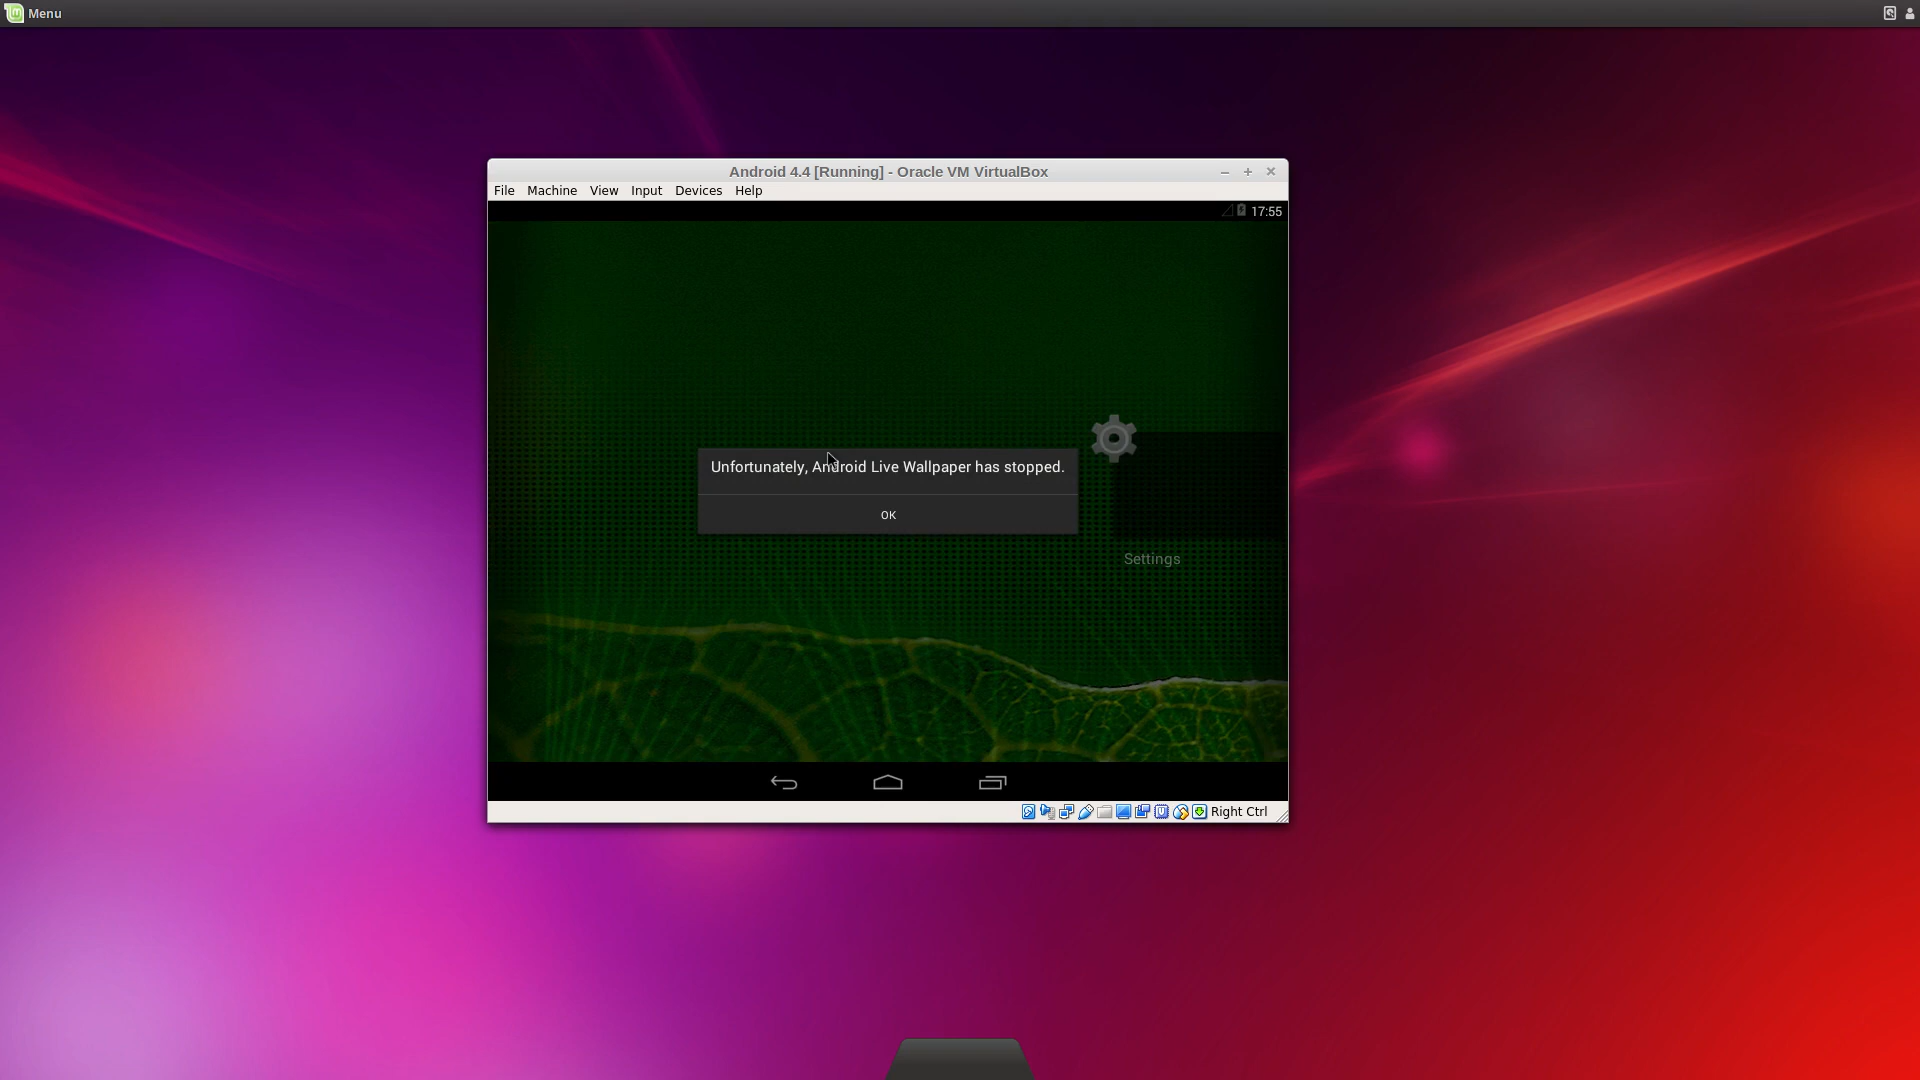 Menu
Android 4.4 [Running] - Oracle VM VirtualBox
File Machine View Input Devices Help
17:55
Unfortunately, Android Live Wallpaper has stopped.
OK
Settings
Right Ctrl